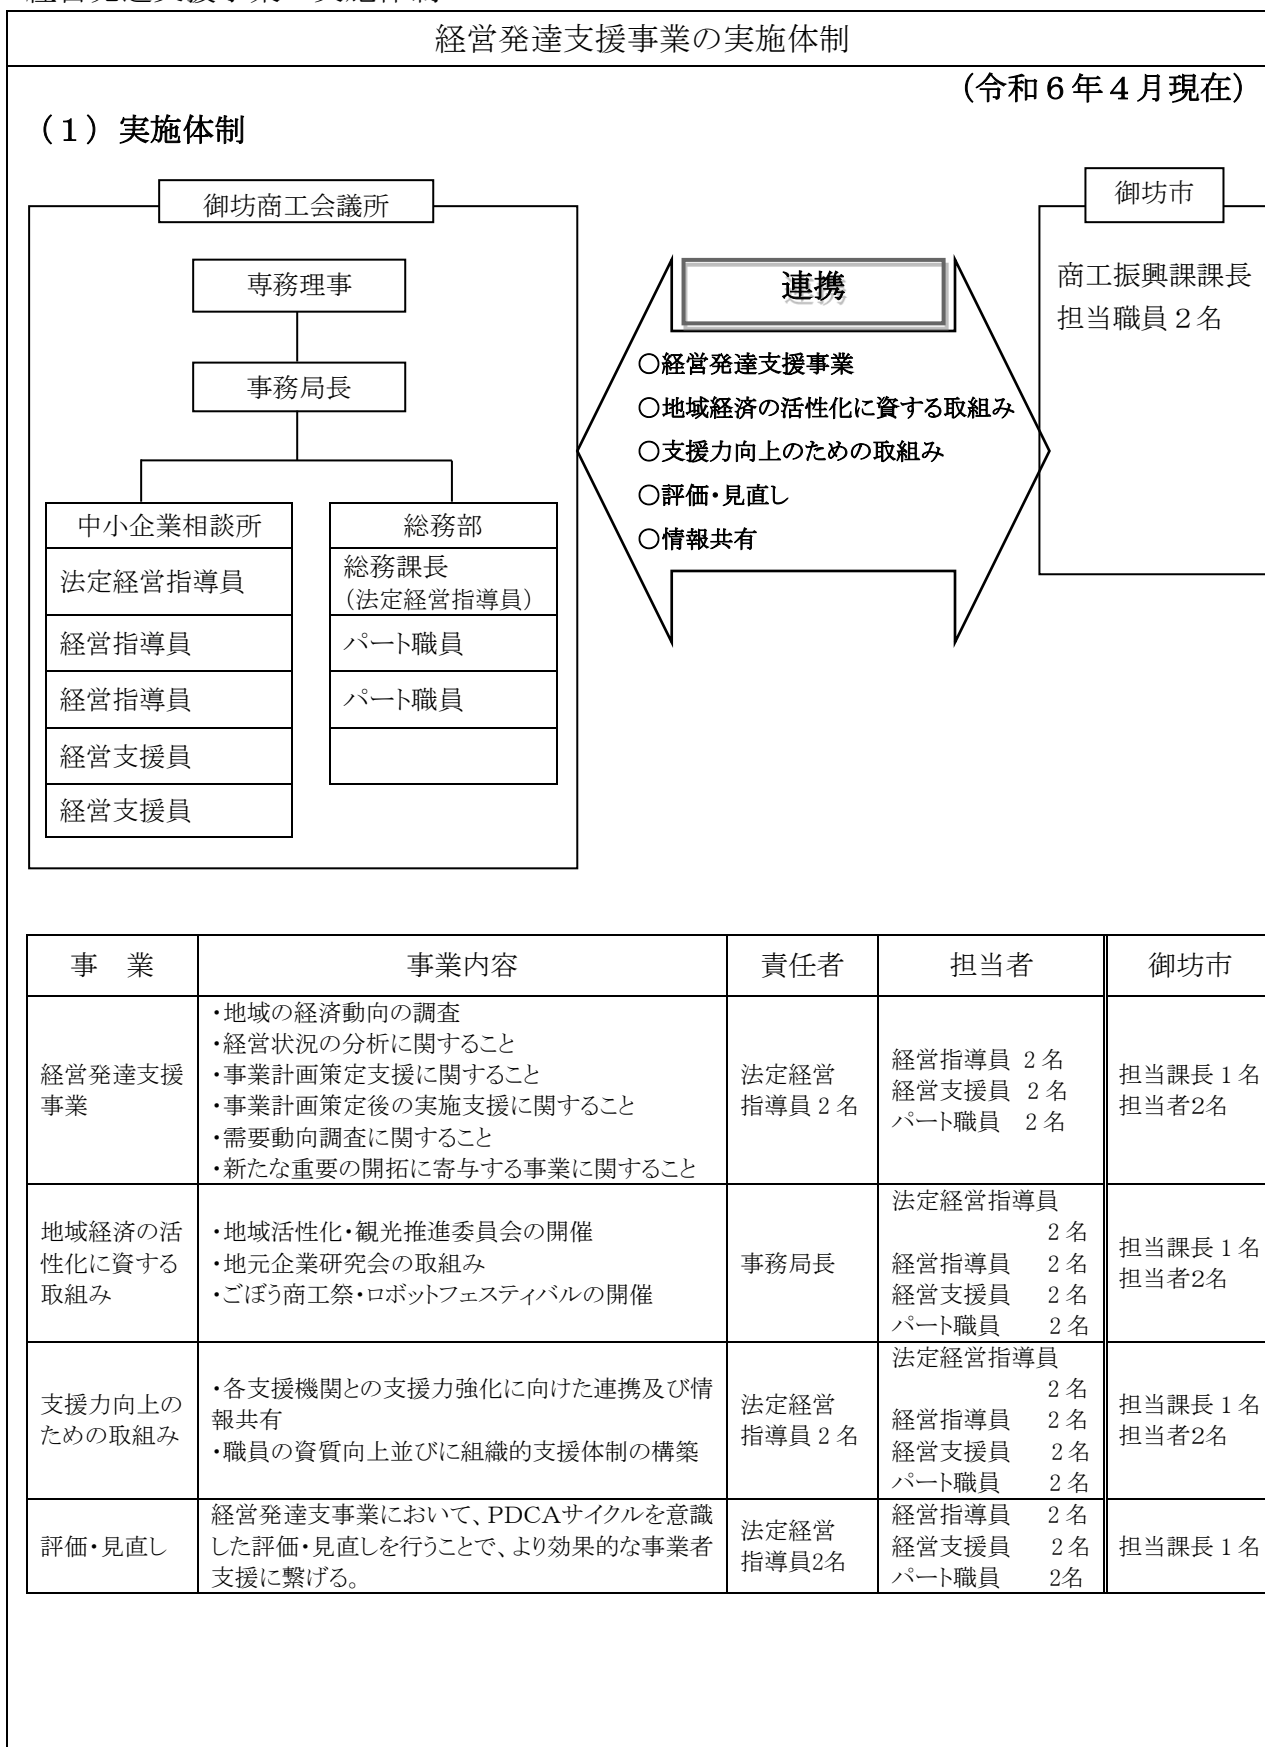 経営発達支援事業の実施体制
経営発達支援事業の実施体制
(令和６年４月現在)
（１）実施体制
御坊商工会議所
専務理事
事務局長
中小企業相談所
法定経営指導員
経営指導員
経営指導員
経営支援員
経営支援員
総務部
総務課長
（法定経営指導員）
パート職員
パート職員
連携
○経営発達支援事業
○地域経済の活性化に資する取組み
○支援力向上のための取組み
○評価・見直し
○情報共有
御坊市
商工振興課課長
担当職員２名
事　業
事業内容
責任者
担当者
御坊市
経営発達支援
事業
・地域の経済動向の調査
・経営状況の分析に関すること
・事業計画策定支援に関すること
・事業計画策定後の実施支援に関すること
・需要動向調査に関すること
・新たな重要の開拓に寄与する事業に関すること
法定経営
指導員２名
経営指導員 ２名
経営支援員 ２名
パート職員 ２名
担当課長１名
担当者2名
地域経済の活
性化に資する
取組み
・地域活性化・観光推進委員会の開催
・地元企業研究会の取組み
・ごぼう商工祭・ロボットフェスティバルの開催
事務局長
法定経営指導員
２名
経営指導員 ２名
経営支援員 ２名
パート職員 ２名
担当課長１名
担当者2名
支援力向上の
ための取組み
・各支援機関との支援力強化に向けた連携及び情
報共有
・職員の資質向上並びに組織的支援体制の構築
法定経営
指導員２名
法定経営指導員
２名
経営指導員 ２名
経営支援員 ２名
パート職員 ２名
担当課長１名
担当者2名
評価・見直し
経営発達支事業において、PDCAサイクルを意識
した評価・見直しを行うことで、より効果的な事業者
支援に繋げる。
法定経営
指導員2名
経営指導員 ２名
経営支援員 ２名
パート職員 2名
担当課長１名